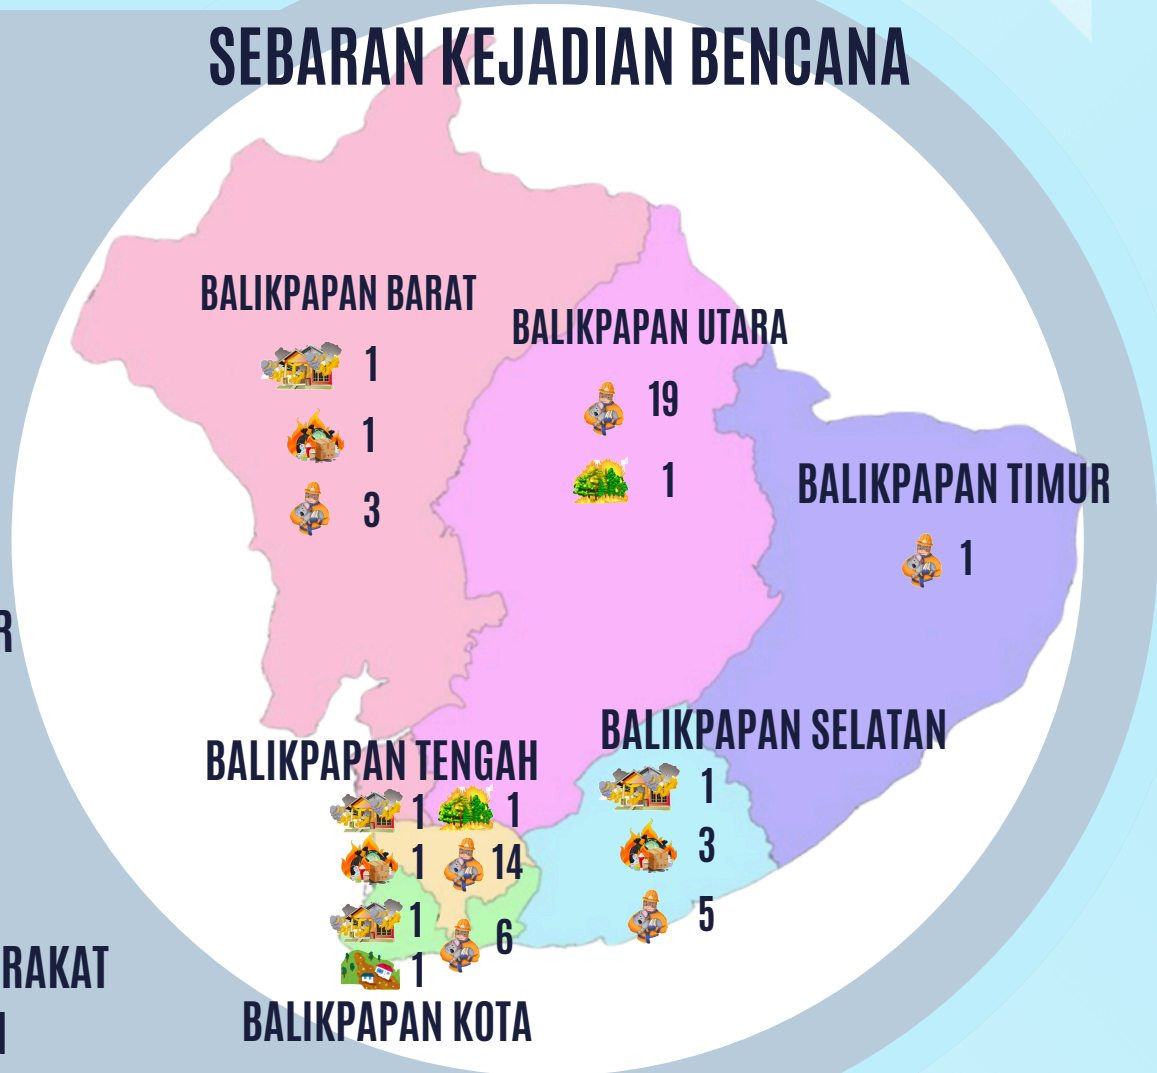 SEBARAN KEJADIAN BENCANA
BALIKPAPAN BARAT
1
1
3
BALIKPAPAN UTARA
19
1
BALIKPAPAN TIMUR
1
R
BALIKPAPAN TENGAH
1 1
1 14
BALIKPAPAN SELATAN
1
3
5
1 6
1
BALIKPAPAN KOTA
RAKAT